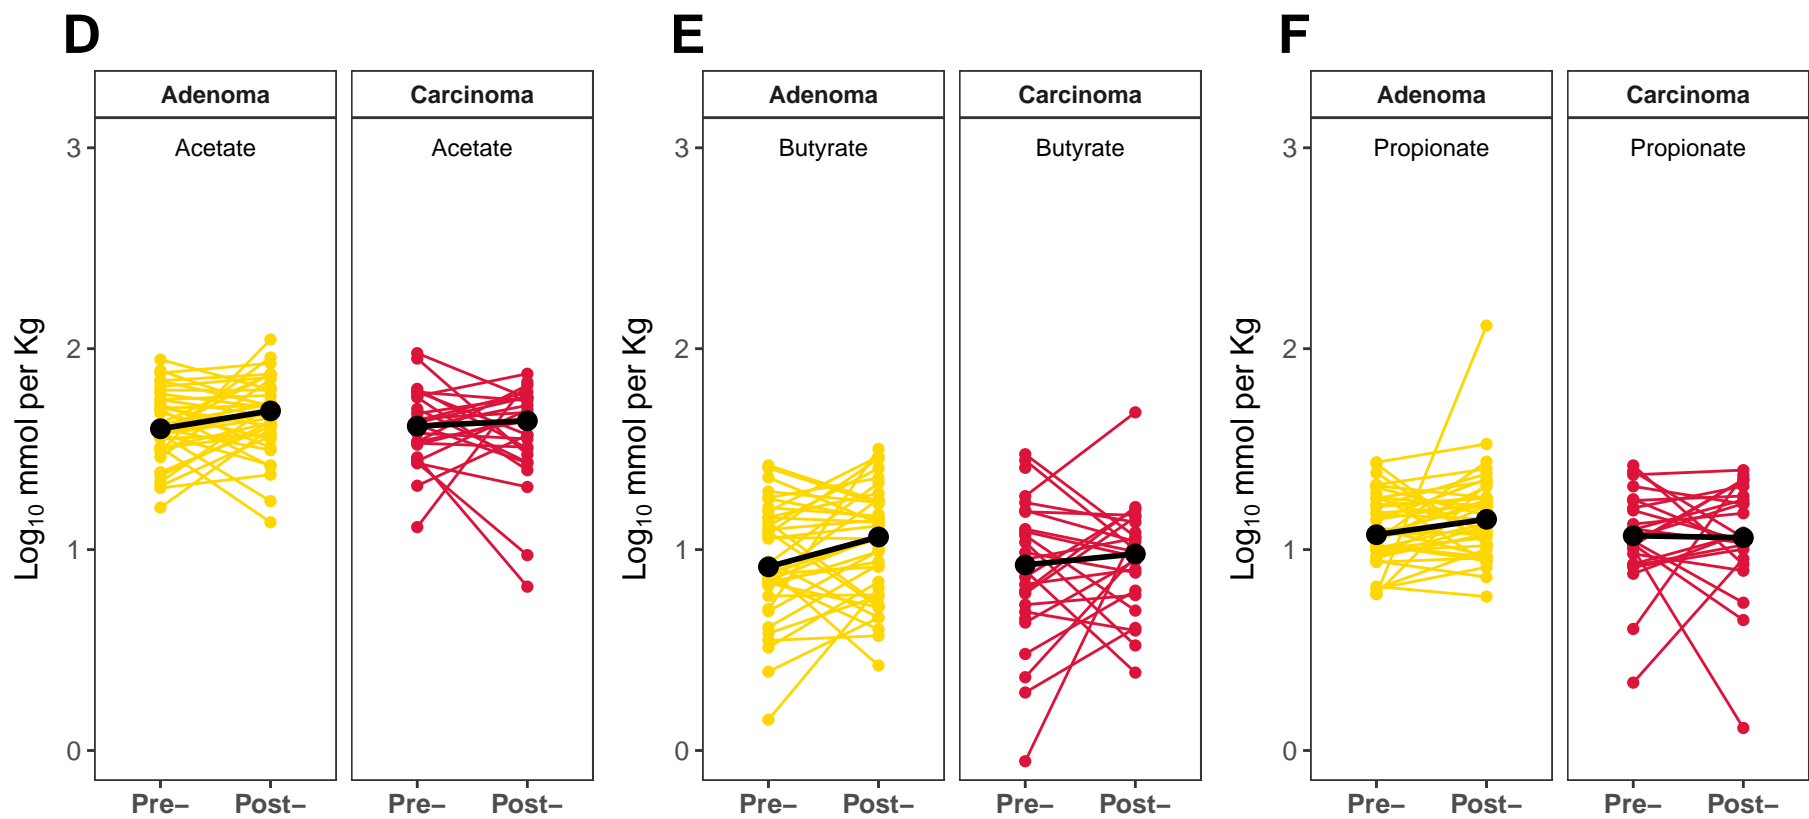 D
Adenoma Carcinoma
Acetate Acetate
Log10 mmol per Kg
3
2
1
0
Pre− Post− Pre− Post−
E
Adenoma Carcinoma
Butyrate Butyrate
Log10 mmol per Kg
3
2
1
0
Pre− Post− Pre− Post−
F
Adenoma Carcinoma
Propionate Propionate
Log10 mmol per Kg
3
2
1
0
Pre− Post− Pre− Post−